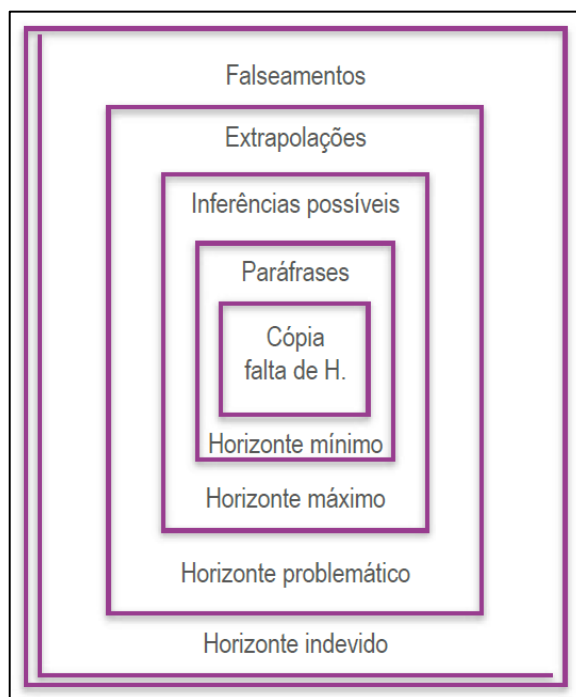 Falseamentos
Extrapolações
Inferências possíveis
Paráfrases
Cópia
falta de H.
Horizonte mínimo
Horizonte máximo
Horizonte problemático
Horizonte indevido